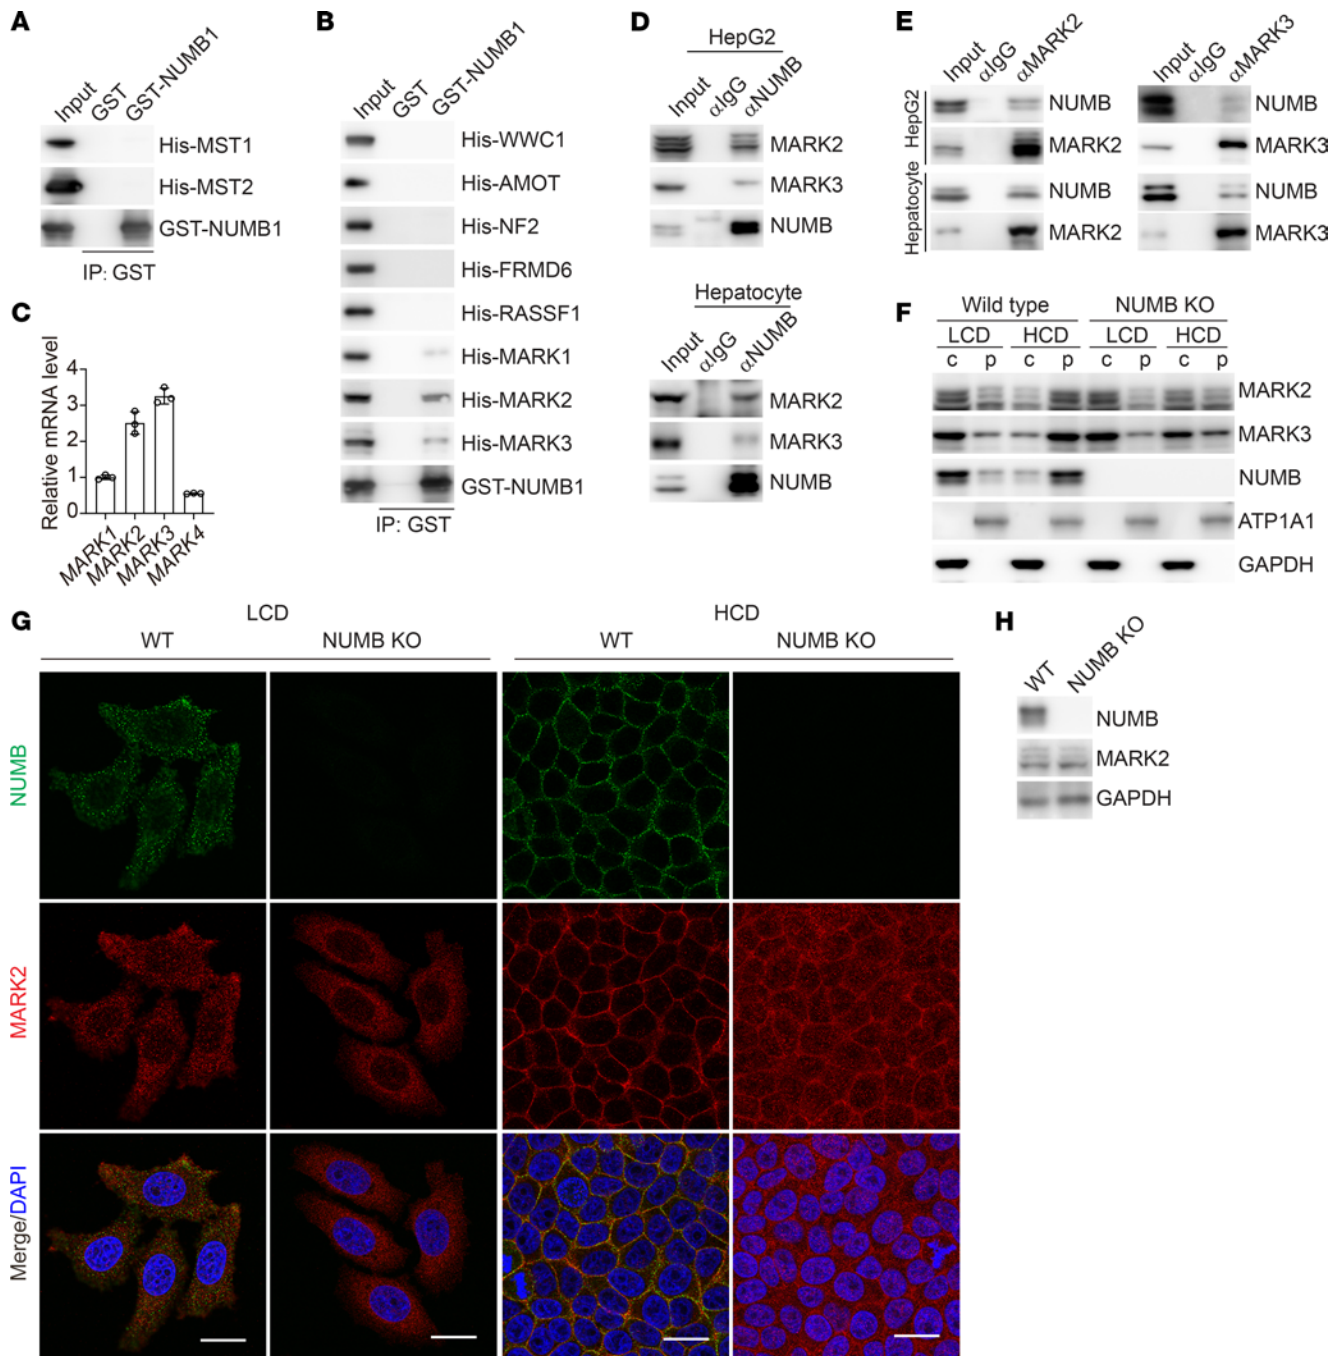 A
Input
GST
GST-NUMB1
His-MST1
His-MST2
GST-NUMB1
IP: GST
B
Input
GST
GST-NUMB1
His-WWC1
His-AMOT
His-NF2
His-FRMD6
His-RASSF1
His-MARK1
His-MARK2
His-MARK3
GST-NUMB1
IP: GST
C
Relative mRNA level
4
3
2
1
0
MARK1
MARK2
MARK3
MARK4
D
HepG2
Input
αIgG
αNUMB
MARK2
MARK3
NUMB
Hepatocyte
Input
αIgG
αNUMB
MARK2
MARK3
NUMB
E
Input
αIgG
αMARK2
Input
αIgG
αMARK3
HepG2
NUMB
NUMB
MARK2
MARK3
Hepatocyte
NUMB
NUMB
MARK2
MARK3
F
Wild type
NUMB KO
LCD
HCD
LCD
HCD
c p c p c p c p
MARK2
MARK3
NUMB
ATP1A1
GAPDH
G
LCD
HCD
WT
NUMB KO
WT
NUMB KO
NUMB
MARK2
Merge/DAPI
H
WT
NUMB KO
NUMB
MARK2
GAPDH